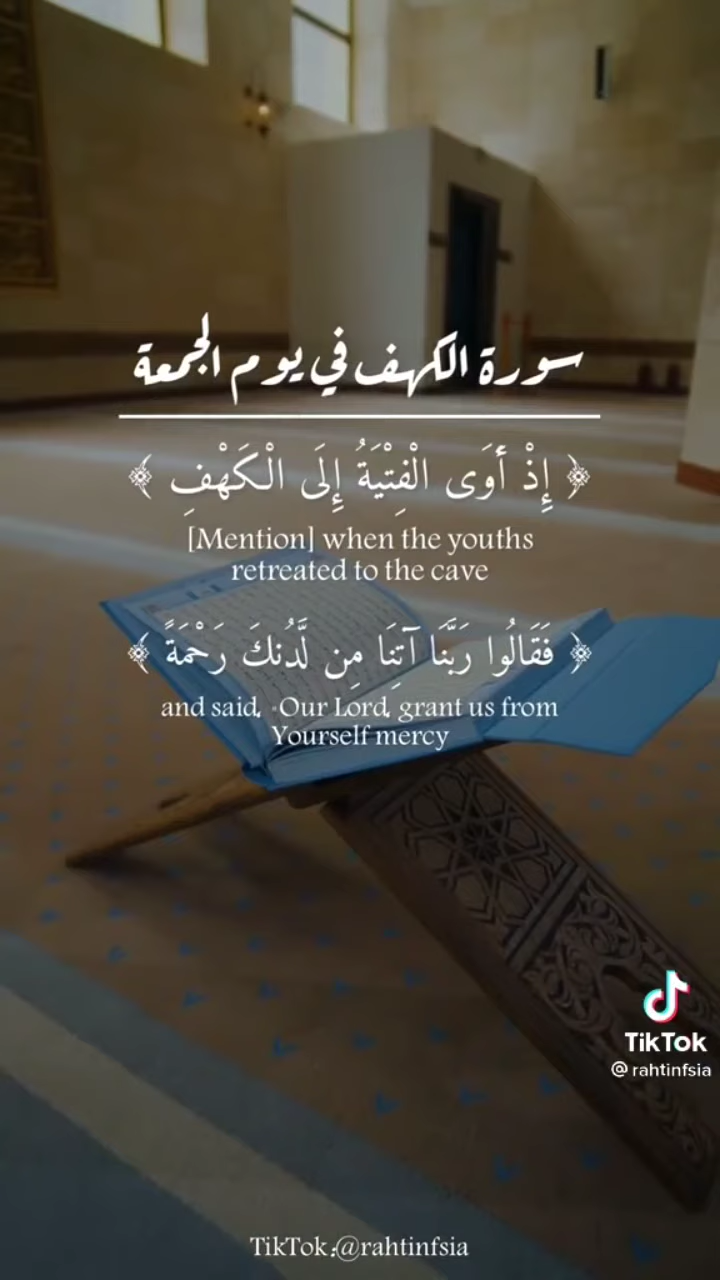 سورة الكهف في يوم الجمعة
﴿ إِذْ أَوَى الْفِتْيَةُ إِلَى الْكَهْفِ ﴾
[Mention] when the youths
retreated to the cave
﴿ فَقَالُوا رَبَّنَا آتِنَا مِن لَّدُنكَ رَحْمَةً ﴾
and said, "Our Lord, grant us from
Yourself mercy
TikTok
@rahtinfsia
TikTok:@rahtinfsia